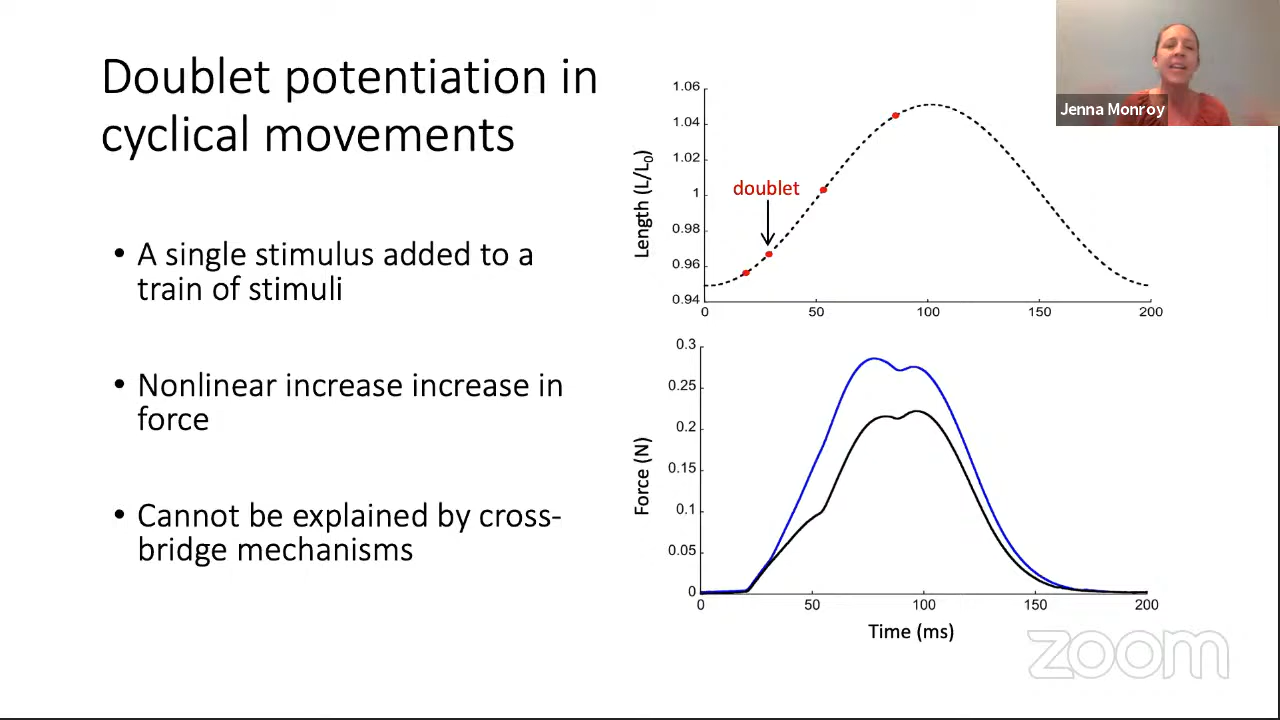 Doublet potentiation in
cyclical movements
• A single stimulus added to a
train of stimuli
• Nonlinear increase increase in
force
• Cannot be explained by cross-
bridge mechanisms
Jenna Monroy
1.06
1.04
1.02
1
0.98
0.96
0.94
Length (L/L₀)
doublet
0
50
100
150
200
0.3
0.25
0.2
0.15
0.1
0.05
0
Force (N)
0
50
100
150
200
Time (ms)
zoom